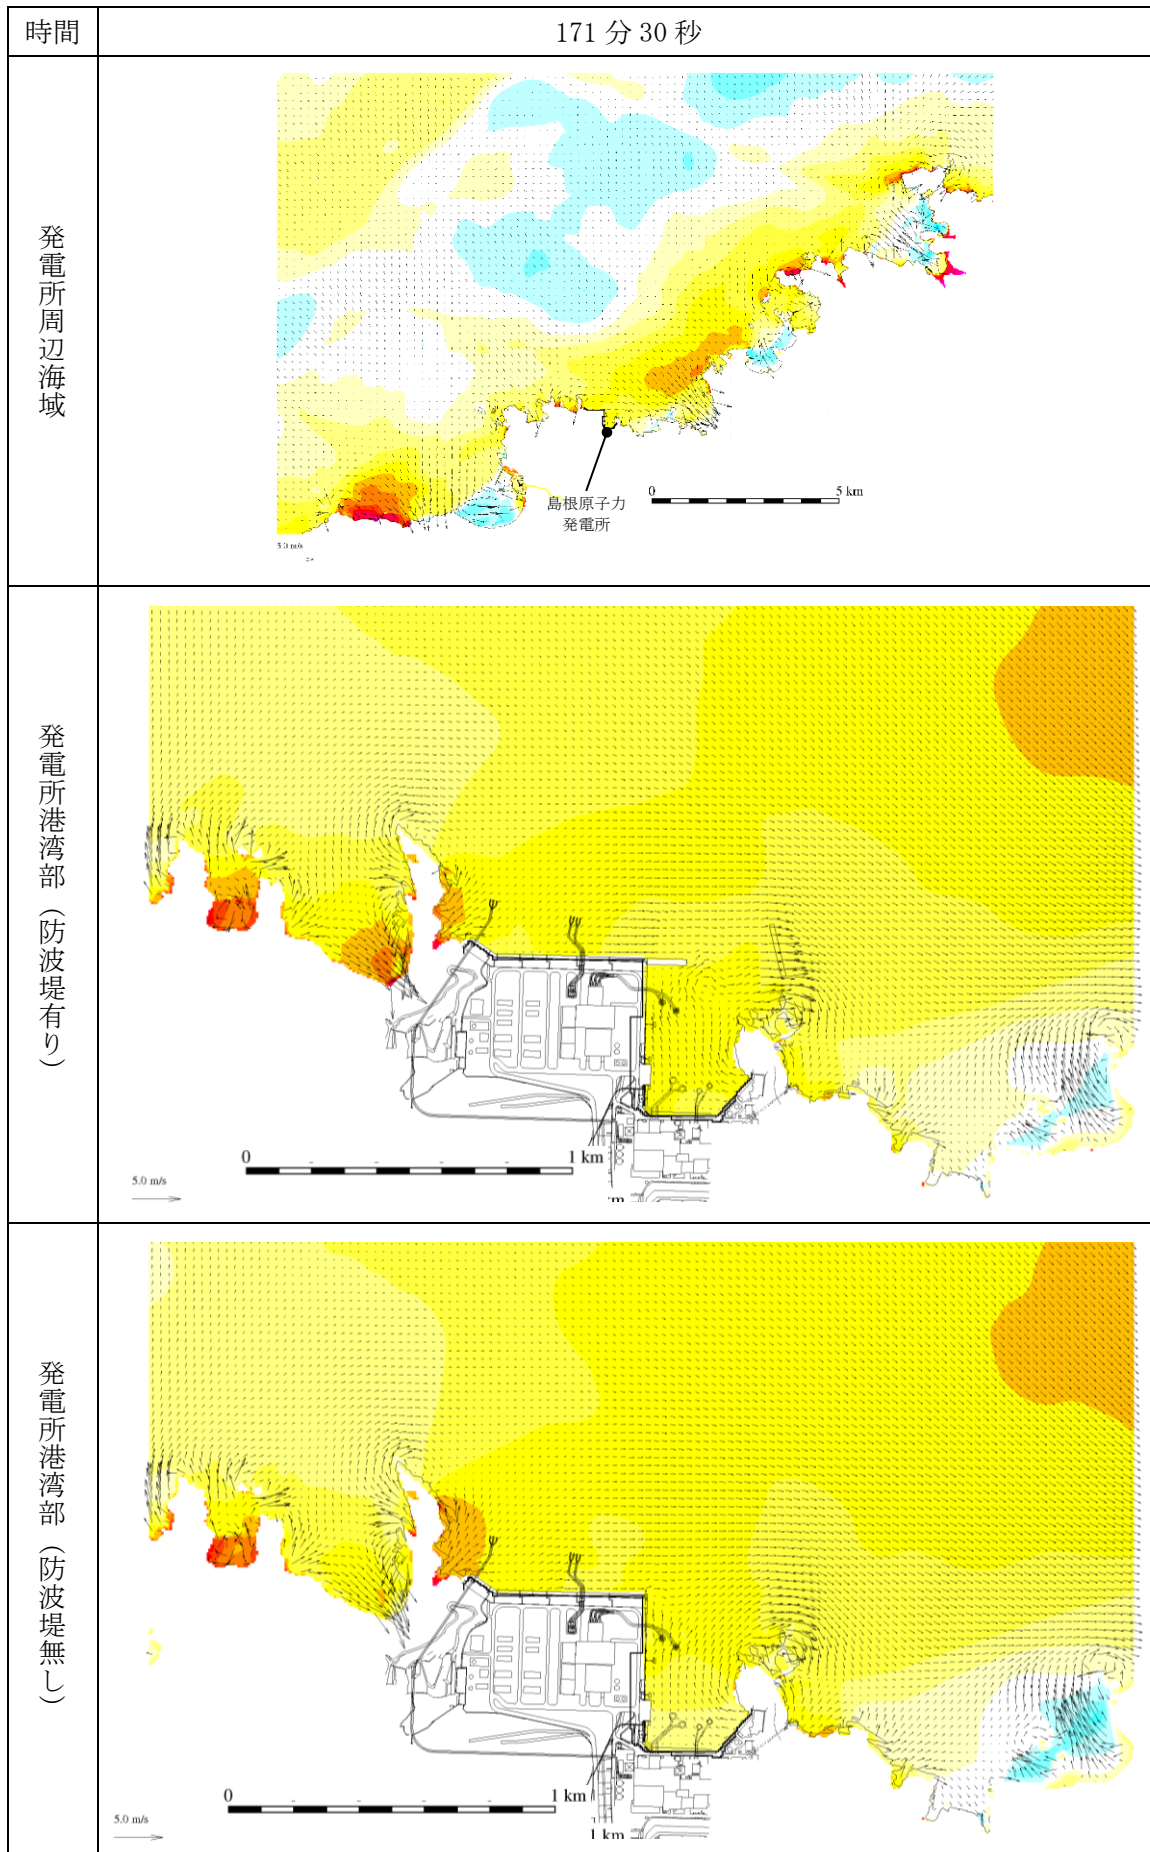 時間
171 分 30 秒
発電所周辺海域
島根原子力
発電所
0 5 km
5.0 m/s
発電所港湾部（防波堤有り）
0 1 km
5.0 m/s
m
発電所港湾部（防波堤無し）
0 1 km
5.0 m/s
1 km